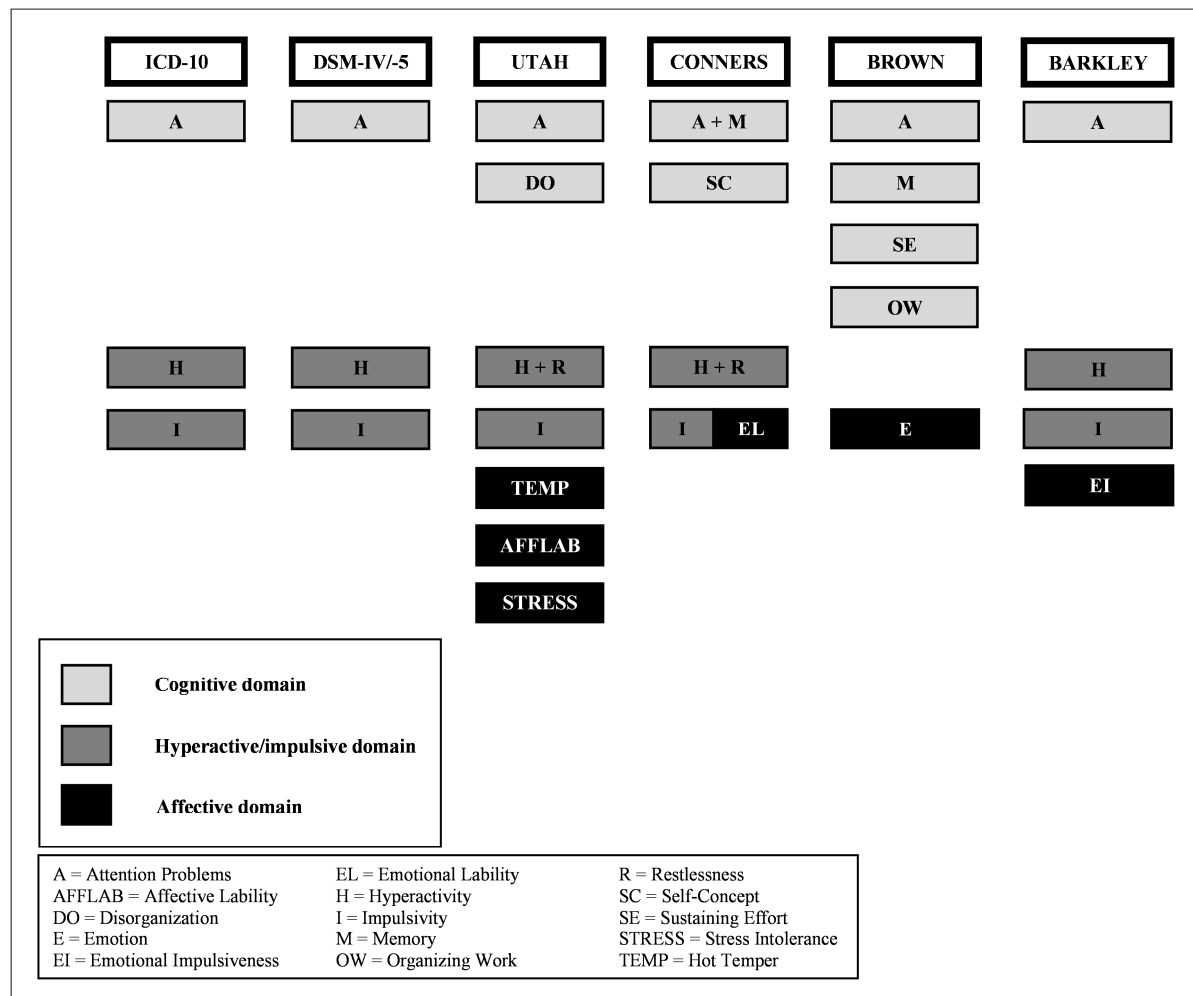 ICD-10 DSM-IV/-5 UTAH CONNERS BROWN BARKLEY
A A A A + M A A
DO SC M
SE
OW
H H H + R H + R H
I I I I EL E I
TEMP EI
AFFLAB
STRESS
Cognitive domain
Hyperactive/impulsive domain
Affective domain
A = Attention Problems EL = Emotional Lability R = Restlessness
AFFLAB = Affective Lability H = Hyperactivity SC = Self-Concept
DO = Disorganization I = Impulsivity SE = Sustaining Effort
E = Emotion M = Memory STRESS = Stress Intolerance
EI = Emotional Impulsiveness OW = Organizing Work TEMP = Hot Temper